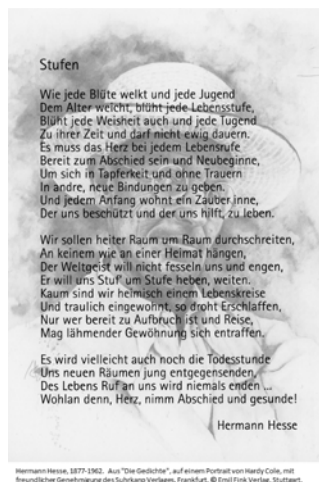 Stufen
Wie jede Blüte welkt und jede Jugend
Dem Alter weicht, blüht jede Lebensstufe,
Blüht jede Weisheit auch und jede Tugend
Zu ihrer Zeit und darf nicht ewig dauern.
Es muss das Herz bei jedem Lebensrufe
Bereit zum Abschied sein und Neubeginne,
Um sich in Tapferkeit und ohne Trauern
In andre, neue Bindungen zu geben.
Und jedem Anfang wohnt ein Zauber inne,
Der uns beschützt und der uns hilft, zu leben.
Wir sollen heiter Raum um Raum durchschreiten,
An keinem wie an einer Heimat hängen,
Der Weltgeist will nicht fesseln uns und engen,
Er will uns Stuf' um Stufe heben, weiten.
Kaum sind wir heimisch einem Lebenskreise
Und traulich eingewohnt, so droht Erschlaffen,
Nur wer bereit zu Aufbruch ist und Reise,
Mag lähmender Gewöhnung sich entraffen.
Es wird vielleicht auch noch die Todesstunde
Uns neuen Räumen jung entgegensenden,
Des Lebens Ruf an uns wird niemals enden ...
Wohlan denn, Herz, nimm Abschied und gesunde!
Hermann Hesse
Hermann Hesse, 1877-1962. Aus "Die Gedichte", auf einem Portrait von Hardy Cole, mit
freundlicher Genehmigung des Suhrkamp Verlages, Frankfurt. © Emil Fink Verlag, Stuttgart.